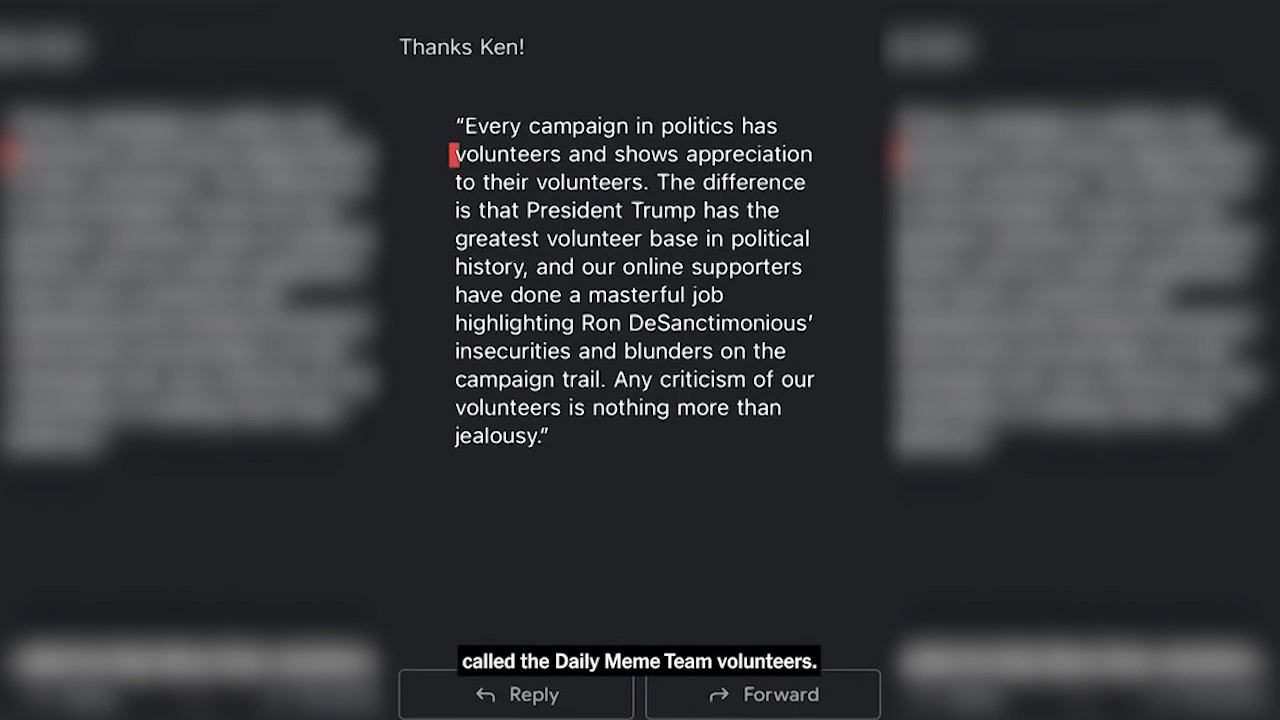 Thanks Ken!
“Every campaign in politics has
volunteers and shows appreciation
to their volunteers. The difference
is that President Trump has the
greatest volunteer base in political
history, and our online supporters
have done a masterful job
highlighting Ron DeSanctimonious’
insecurities and blunders on the
campaign trail. Any criticism of our
volunteers is nothing more than
jealousy.”
called the Daily Meme Team volunteers.
Reply
Forward